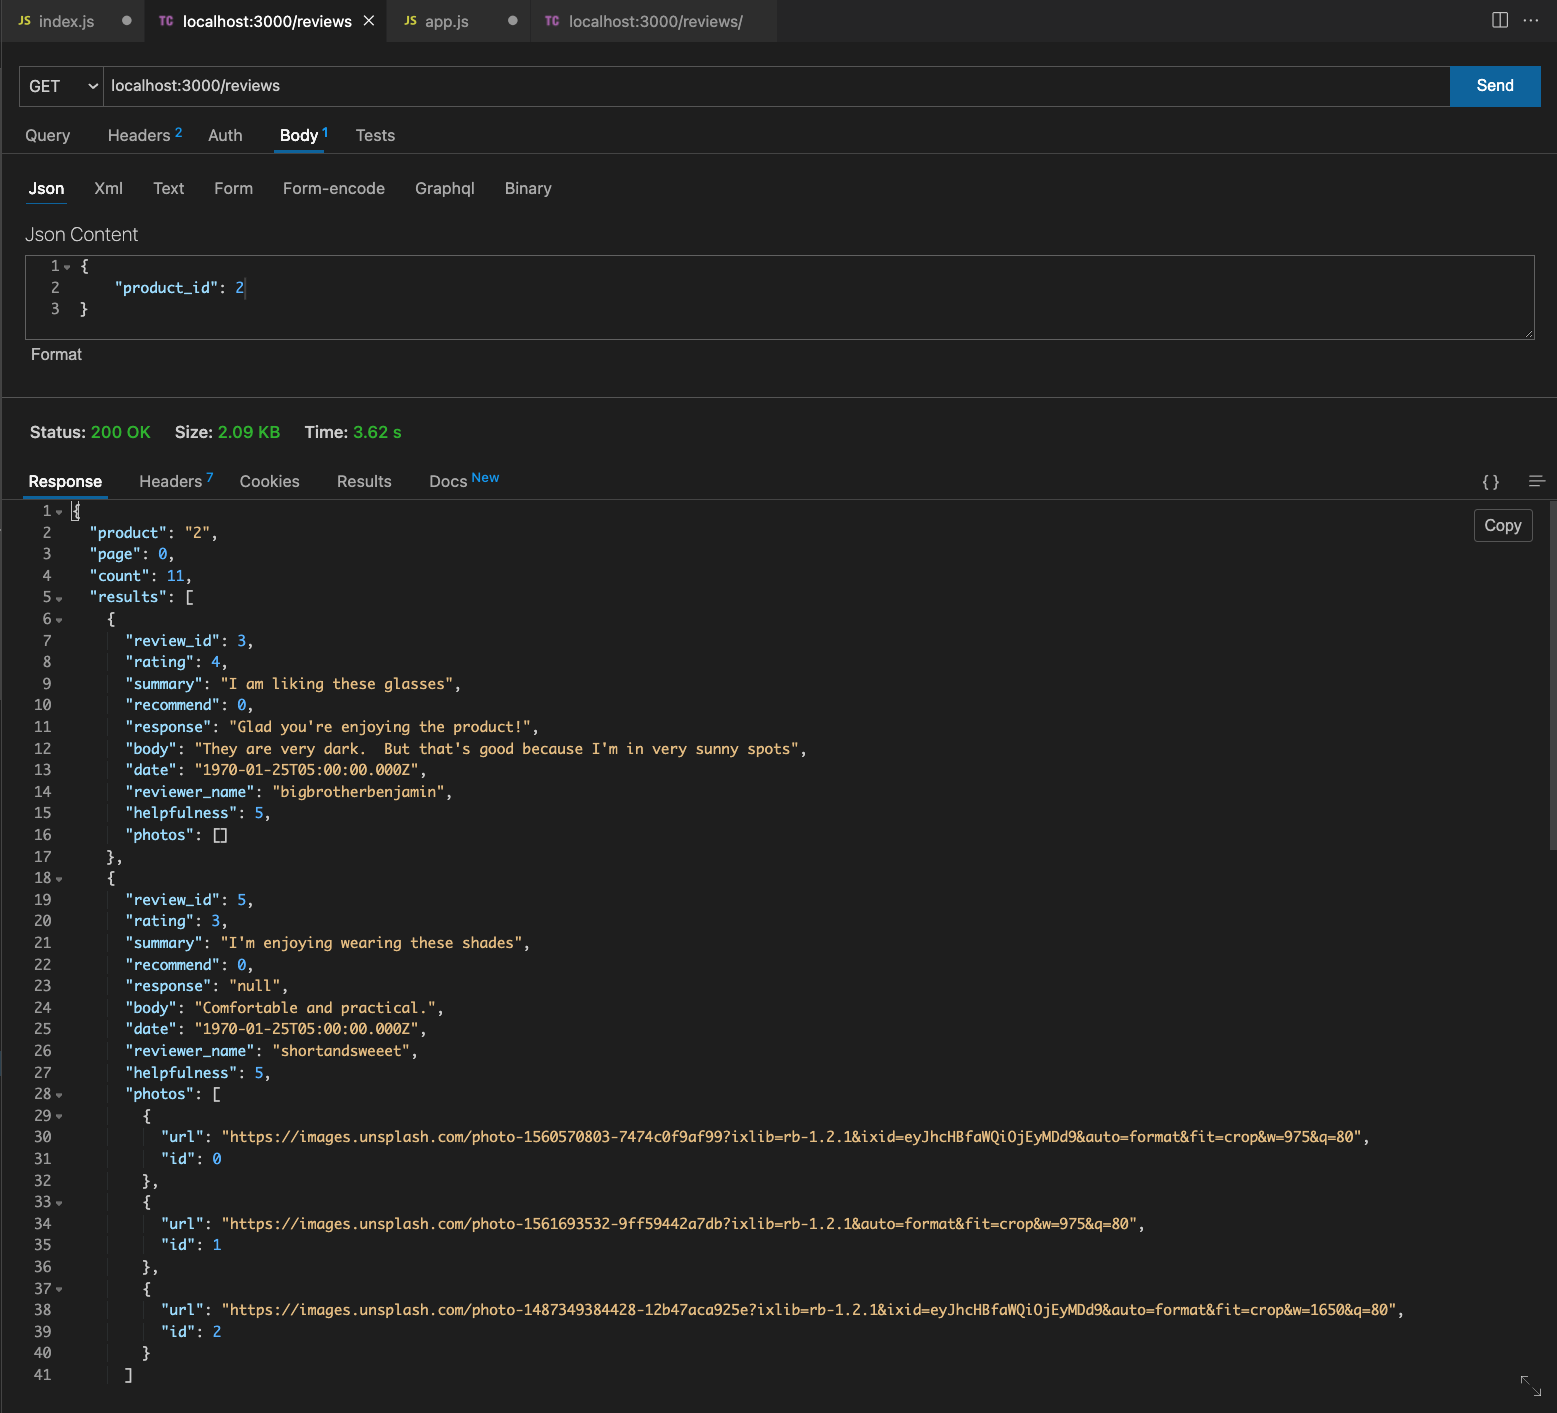 JS index.js TC localhost:3000/reviews JS app.js TC localhost:3000/reviews/
GET localhost:3000/reviews Send
Query Headers 2 Auth Body 1 Tests
Json Xml Text Form Form-encode Graphql Binary
Json Content
1 {
2 "product_id": 2
3 }
Format
Status: 200 OK Size: 2.09 KB Time: 3.62 s
Response Headers 7 Cookies Results Docs New {}
Copy
1 {
2 "product": "2",
3 "page": 0,
4 "count": 11,
5 "results": [
6 {
7 "review_id": 3,
8 "rating": 4,
9 "summary": "I am liking these glasses",
10 "recommend": 0,
11 "response": "Glad you're enjoying the product!",
12 "body": "They are very dark.  But that's good because I'm in very sunny spots",
13 "date": "1970-01-25T05:00:00.000Z",
14 "reviewer_name": "bigbrotherbenjamin",
15 "helpfulness": 5,
16 "photos": []
17 },
18 {
19 "review_id": 5,
20 "rating": 3,
21 "summary": "I'm enjoying wearing these shades",
22 "recommend": 0,
23 "response": "null",
24 "body": "Comfortable and practical.",
25 "date": "1970-01-25T05:00:00.000Z",
26 "reviewer_name": "shortandsweeet",
27 "helpfulness": 5,
28 "photos": [
29 {
30 "url": "https://images.unsplash.com/photo-1560570803-7474c0f9af99?ixlib=rb-1.2.1&ixid=eyJhcHBfaWQiOjEyMDd9&auto=format&fit=crop&w=975&q=80",
31 "id": 0
32 },
33 {
34 "url": "https://images.unsplash.com/photo-1561693532-9ff59442a7db?ixlib=rb-1.2.1&auto=format&fit=crop&w=975&q=80",
35 "id": 1
36 },
37 {
38 "url": "https://images.unsplash.com/photo-1487349384428-12b47aca925e?ixlib=rb-1.2.1&ixid=eyJhcHBfaWQiOjEyMDd9&auto=format&fit=crop&w=1650&q=80",
39 "id": 2
40 }
41 ]